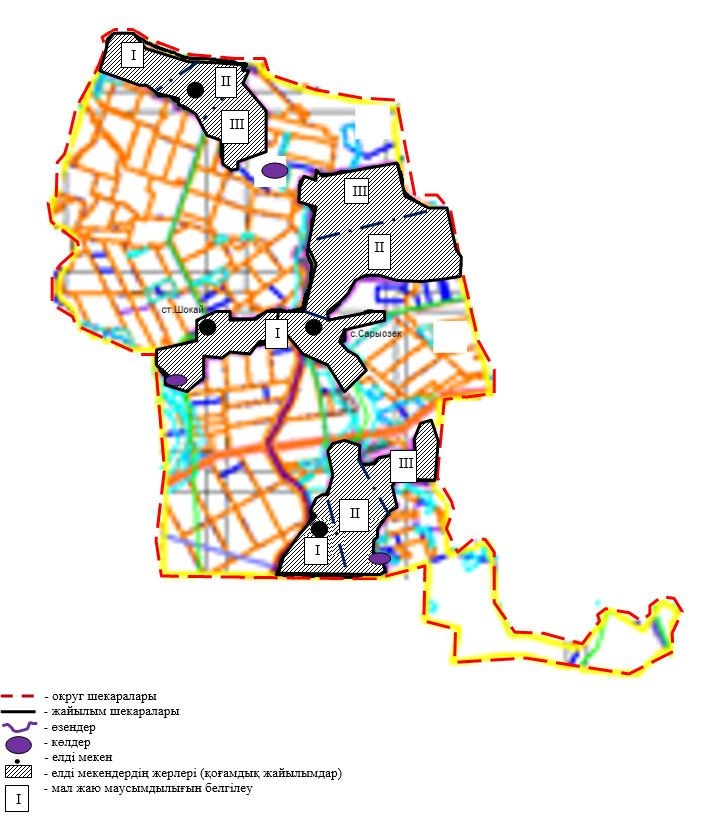 I
II
III
III
II
ст.Шокай
I
с.Сарыозек
III
II
I
- округ шекаралары
- жайылым шекаралары
- өзендер
- көлдер
- елді мекен
- елді мекендердің жерлері (қоғамдық жайылымдар)
I - мал жаю маусымдылығын белгілеу